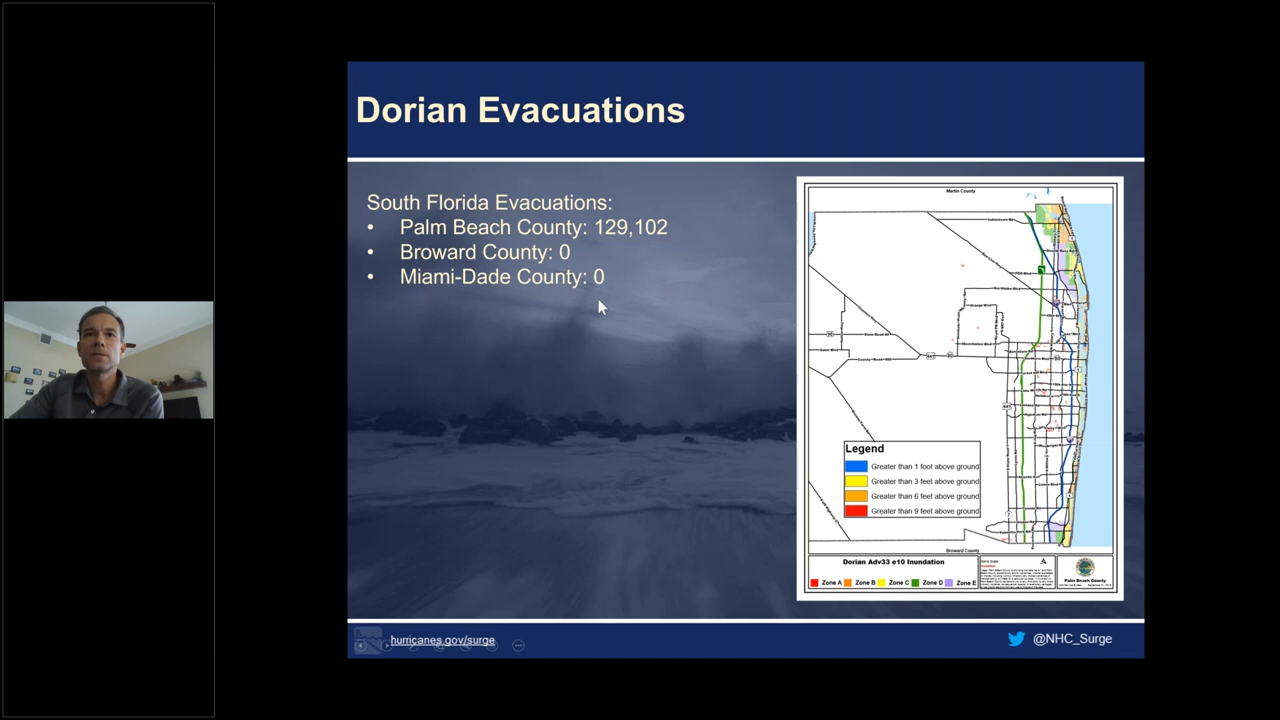 Dorian Evacuations
South Florida Evacuations:
• Palm Beach County: 129,102
• Broward County: 0
• Miami-Dade County: 0
Martin County
Legend
Greater than 1 foot above ground
Greater than 3 feet above ground
Greater than 6 feet above ground
Greater than 9 feet above ground
Broward County
Dorian Adv33 e10 Inundation
Zone A Zone B Zone C Zone D Zone E
Palm Beach County
hurricanes.gov/surge
@NHC_Surge